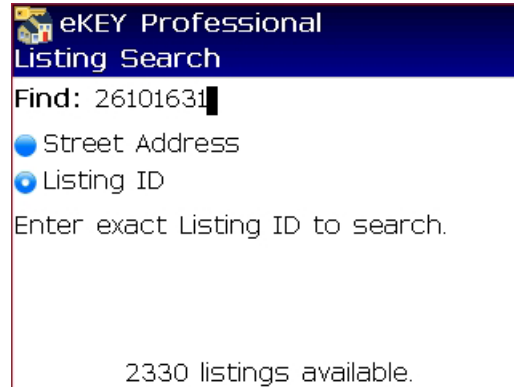 eKEY Professional
Listing Search
Find: 26101631
Street Address
Listing ID
Enter exact Listing ID to search.
2330 listings available.